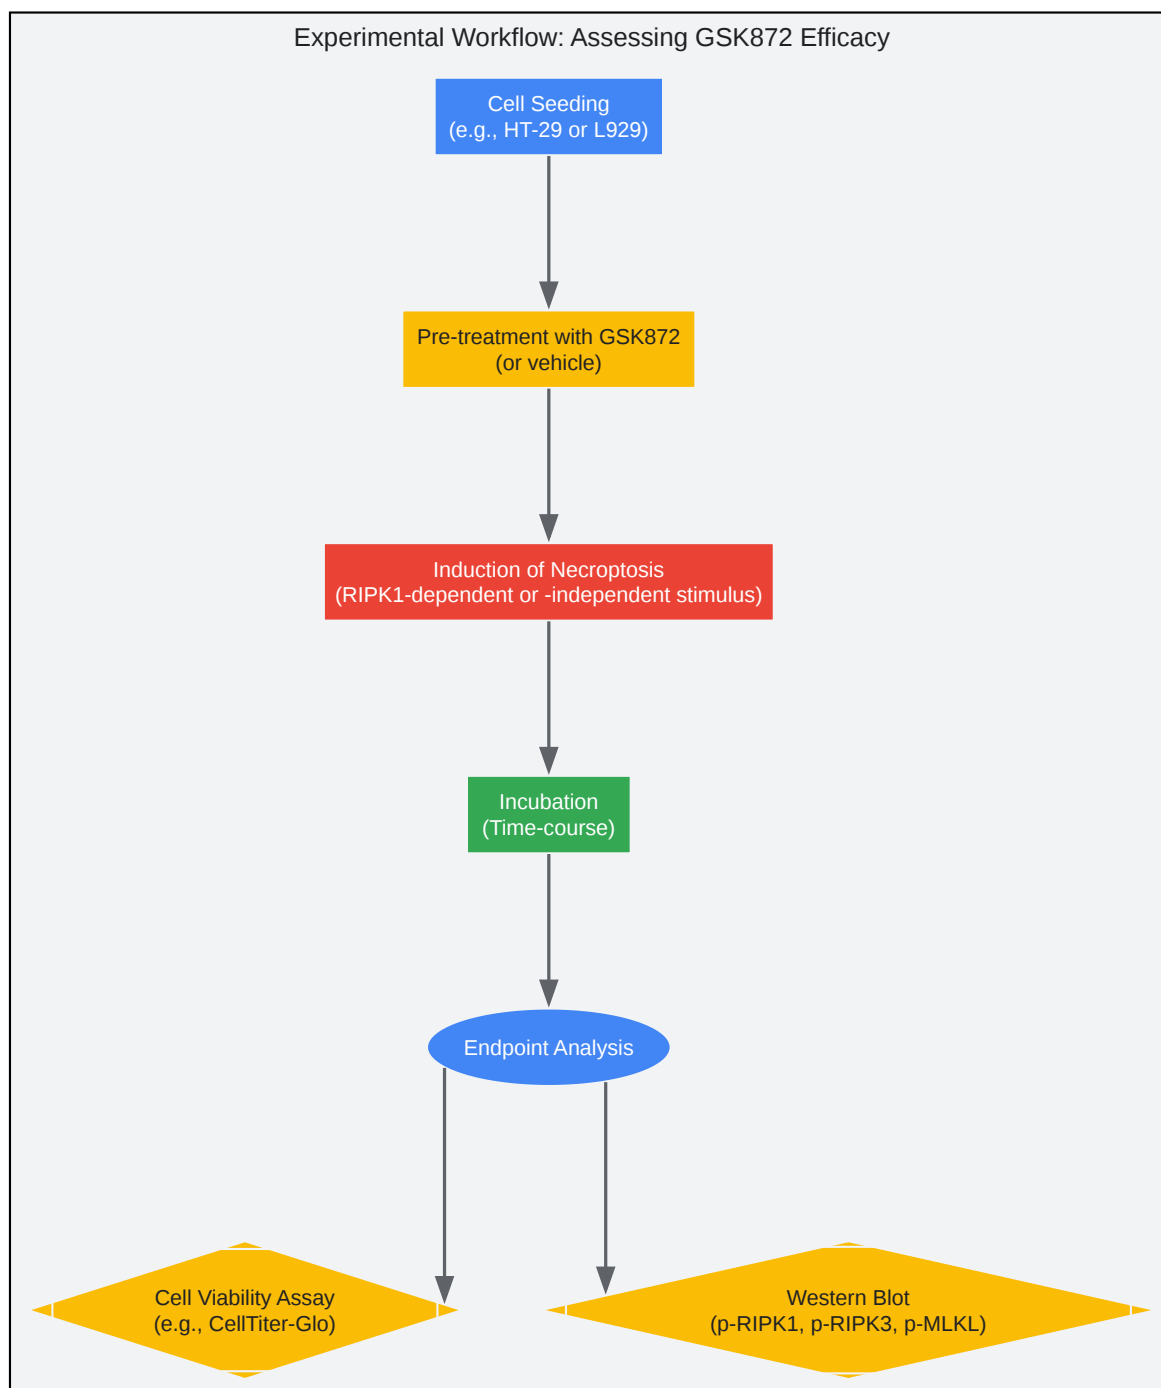 Experimental Workflow: Assessing GSK872 Efficacy
Cell Seeding
(e.g., HT-29 or L929)
Pre-treatment with GSK872
(or vehicle)
Induction of Necroptosis
(RIPK1-dependent or -independent stimulus)
Incubation
(Time-course)
Endpoint Analysis
Cell Viability Assay
(e.g., CellTiter-Glo)
Western Blot
(p-RIPK1, p-RIPK3, p-MLKL)